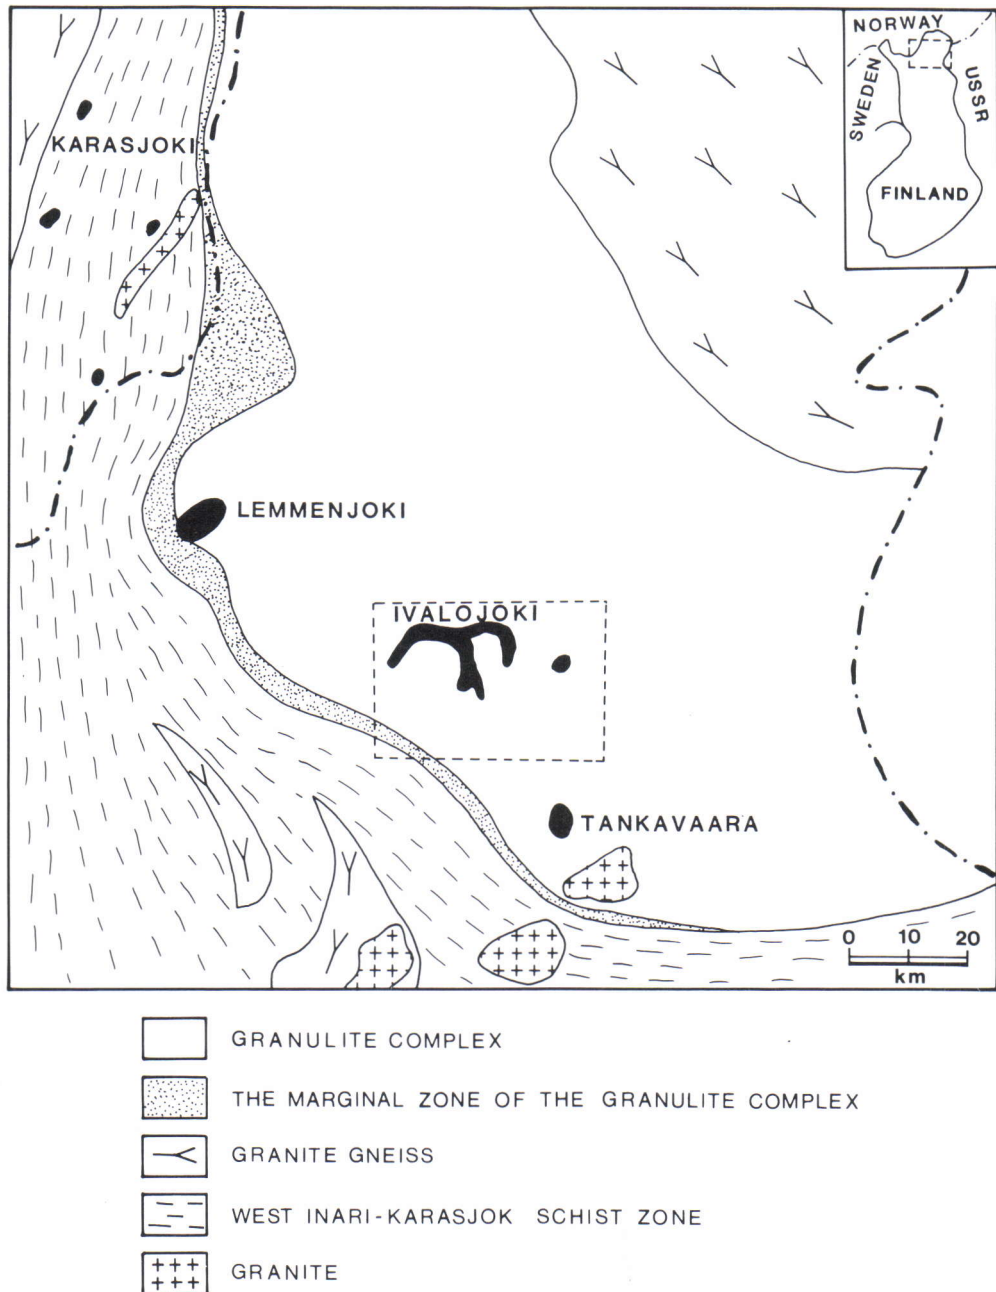 NORWAY
SWEDEN
USSR
FINLAND
KARASJOKI
LEMMENJOKI
IVALOJOKI
TANKAVAARA
0 10 20
km
GRANULITE COMPLEX
THE MARGINAL ZONE OF THE GRANULITE COMPLEX
GRANITE GNEISS
WEST INARI-KARASJOK SCHIST ZONE
GRANITE